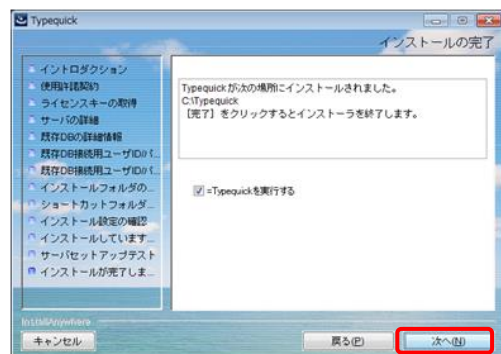 Typequick
インストールの完了
イントロダクション
使用許諾契約
ライセンスキーの取得
サーバの詳細
既存DBの詳細情報
既存DB接続用ユーザID/パ...
既存DB接続用ユーザID/パ...
インストールフォルダの...
ショートカットフォルダ...
インストール設定の確認
インストールしています...
サーバセットアップテスト
インストールが完了しま...
Typequickが次の場所にインストールされました。
C:\Typequick
[完了] をクリックするとインストーラを終了します。
=Typequickを実行する
InstallAnywhere
キャンセル
戻る(P)
次へ(N)